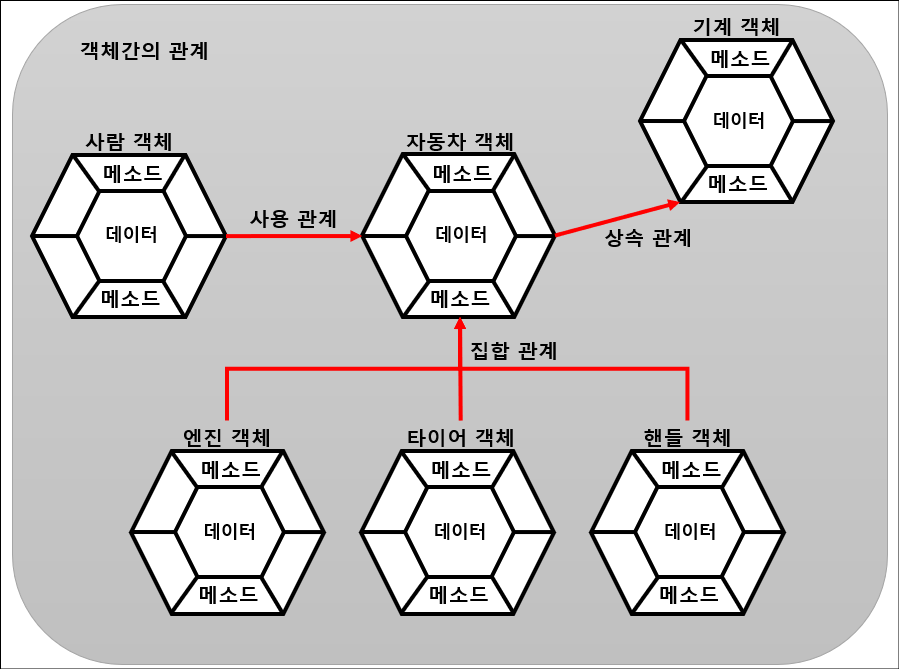 객체간의 관계
기계 객체
메소드
데이터
메소드
사람 객체
메소드
데이터
메소드
사용 관계
자동차 객체
메소드
데이터
메소드
상속 관계
집합 관계
엔진 객체
메소드
데이터
메소드
타이어 객체
메소드
데이터
메소드
핸들 객체
메소드
데이터
메소드